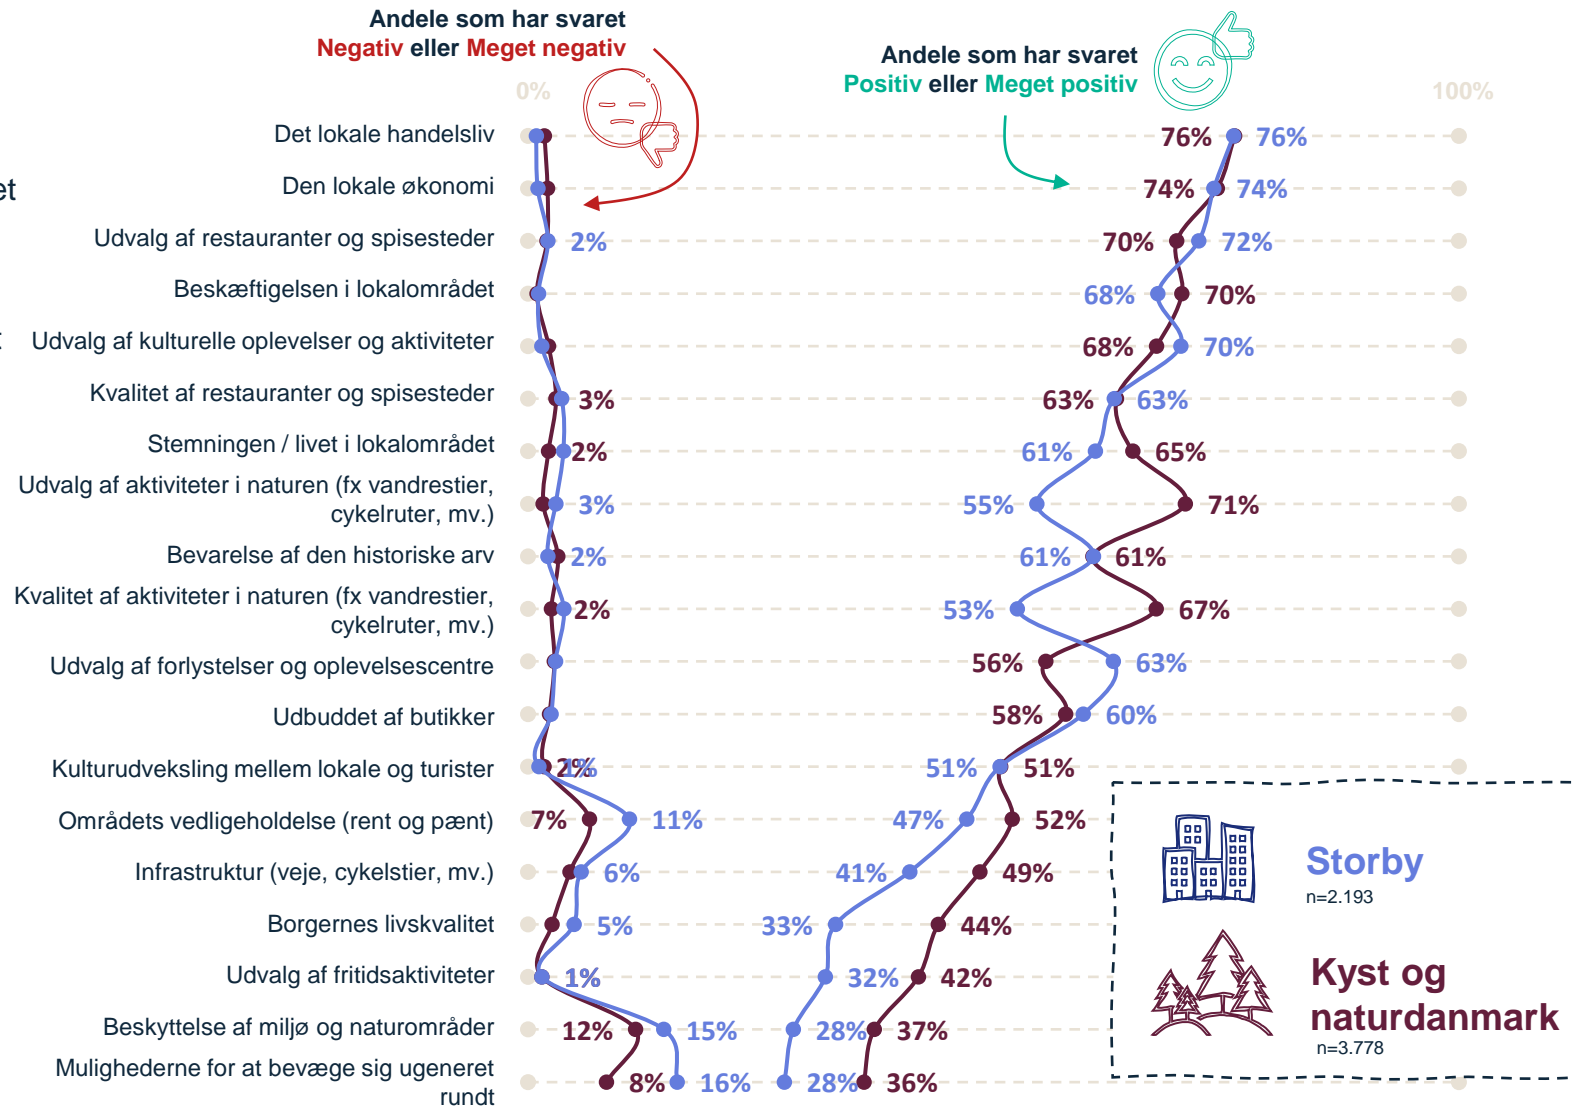 Andele som har svaret
Negativ eller Meget negativ
Andele som har svaret
Positiv eller Meget positiv
0%
100%
Det lokale handelsliv
76% 76%
et
Den lokale økonomi
74% 74%
Udvalg af restauranter og spisesteder
2% 70% 72%
Beskæftigelsen i lokalområdet
68% 70%
Udvalg af kulturelle oplevelser og aktiviteter
68% 70%
Kvalitet af restauranter og spisesteder
3% 63% 63%
Stemningen / livet i lokalområdet
2% 61% 65%
Udvalg af aktiviteter i naturen (fx vandrestier,
cykelruter, mv.)
3% 55% 71%
Bevarelse af den historiske arv
2% 61% 61%
Kvalitet af aktiviteter i naturen (fx vandrestier,
cykelruter, mv.)
2% 53% 67%
Udvalg af forlystelser og oplevelsescentre
56% 63%
Udbuddet af butikker
58% 60%
Kulturudveksling mellem lokale og turister
2% 1% 51% 51%
Områdets vedligeholdelse (rent og pænt)
7% 11% 47% 52%
Infrastruktur (veje, cykelstier, mv.)
6% 41% 49%
Borgernes livskvalitet
5% 33% 44%
Udvalg af fritidsaktiviteter
1% 32% 42%
Beskyttelse af miljø og naturområder
12% 15% 28% 37%
Mulighederne for at bevæge sig ugeneret
rundt
8% 16% 28% 36%
Storby
n=2.193
Kyst og
naturdanmark
n=3.778